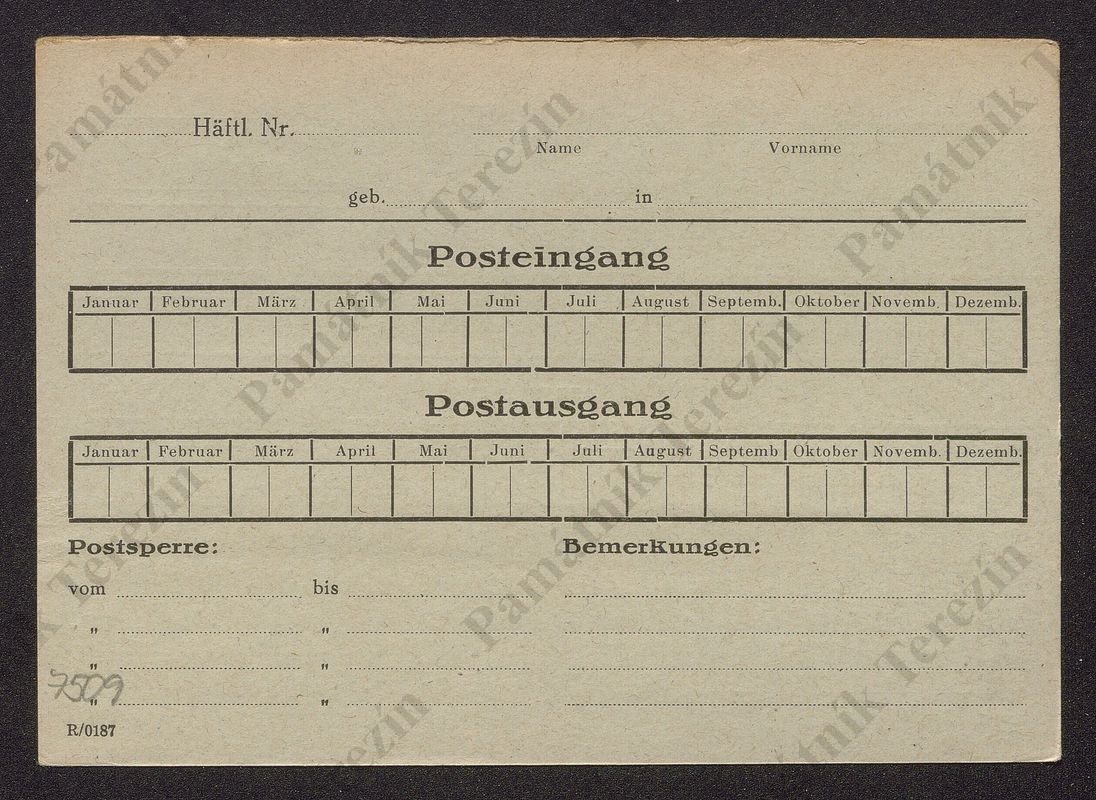 Häftl. Nr.
Name Vorname
geb. in
Posteingang
Januar Februar März April Mai Juni Juli August Septemb. Oktober Novemb. Dezemb.
Postausgang
Januar Februar März April Mai Juni Juli August Septemb Oktober Novemb. Dezemb.
Postsperre: Bemerkungen:
vom bis
„ „
„ „
7509
„ „
R/0187
Památník Terezín